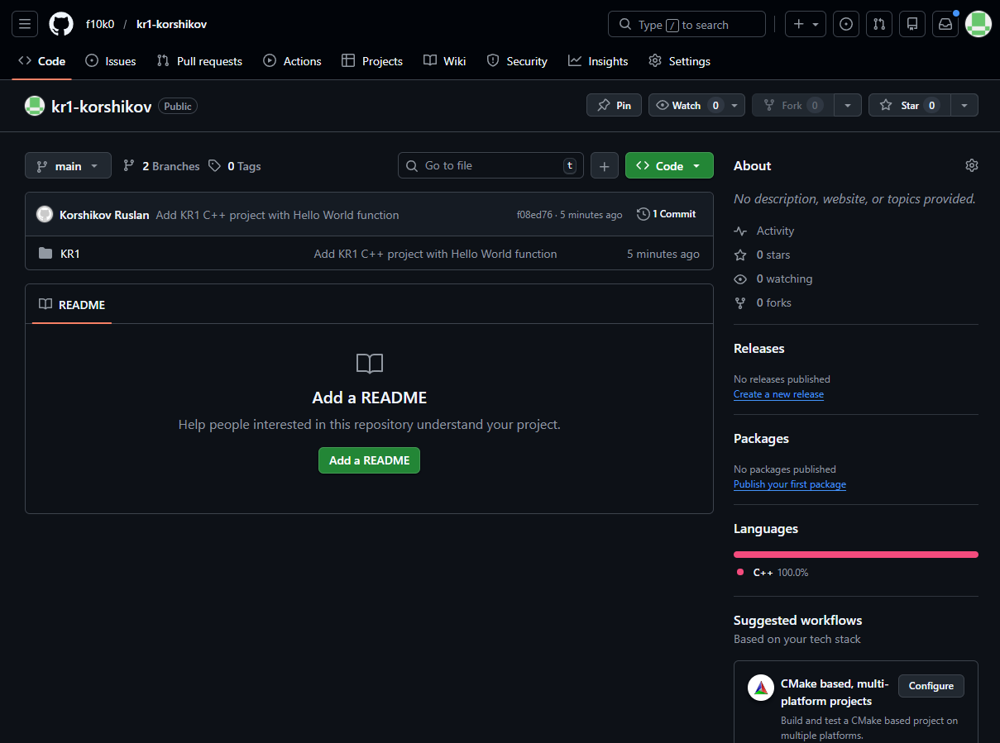 f10k0 / kr1-korshikov
Type / to search
Code
Issues
Pull requests
Actions
Projects
Wiki
Security
Insights
Settings
kr1-korshikov
Public
Pin
Watch 0
Fork 0
Star 0
main
2 Branches
0 Tags
Go to file
t
Code
Korshikov Ruslan Add KR1 C++ project with Hello World function
f08ed76 · 5 minutes ago
1 Commit
KR1
Add KR1 C++ project with Hello World function
5 minutes ago
README
Add a README
Help people interested in this repository understand your project.
Add a README
About
No description, website, or topics provided.
Activity
0 stars
0 watching
0 forks
Releases
No releases published
Create a new release
Packages
No packages published
Publish your first package
Languages
C++ 100.0%
Suggested workflows
Based on your tech stack
CMake based, multi-
platform projects
Configure
Build and test a CMake based project on
multiple platforms.